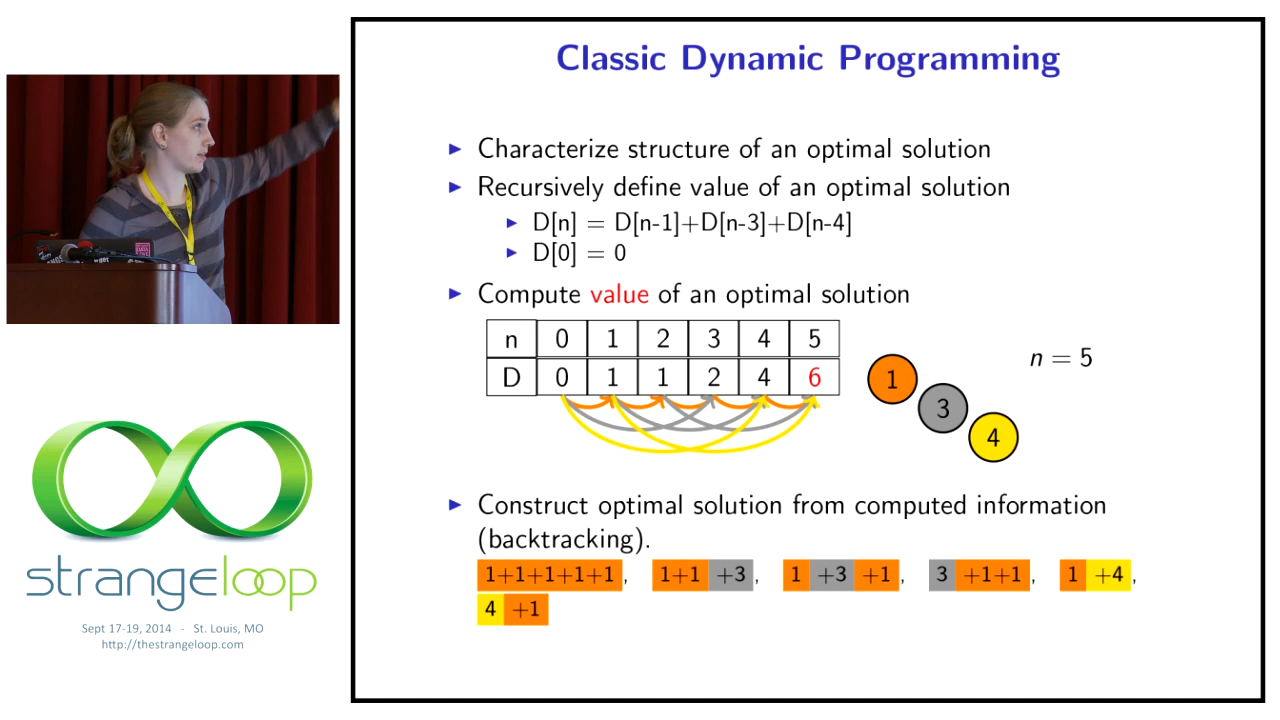 Classic Dynamic Programming
► Characterize structure of an optimal solution
► Recursively define value of an optimal solution
► D[n] = D[n-1]+D[n-3]+D[n-4]
► D[0] = 0
► Compute value of an optimal solution
n 0 1 2 3 4 5
D 0 1 1 2 4 6
n = 5
1
3
4
► Construct optimal solution from computed information
(backtracking).
1+1+1+1+1, 1+1 +3, 1 +3 +1, 3 +1+1, 1 +4,
4 +1
strangeloop
Sept 17-19, 2014 - St. Louis, MO
http://thestrangeloop.com